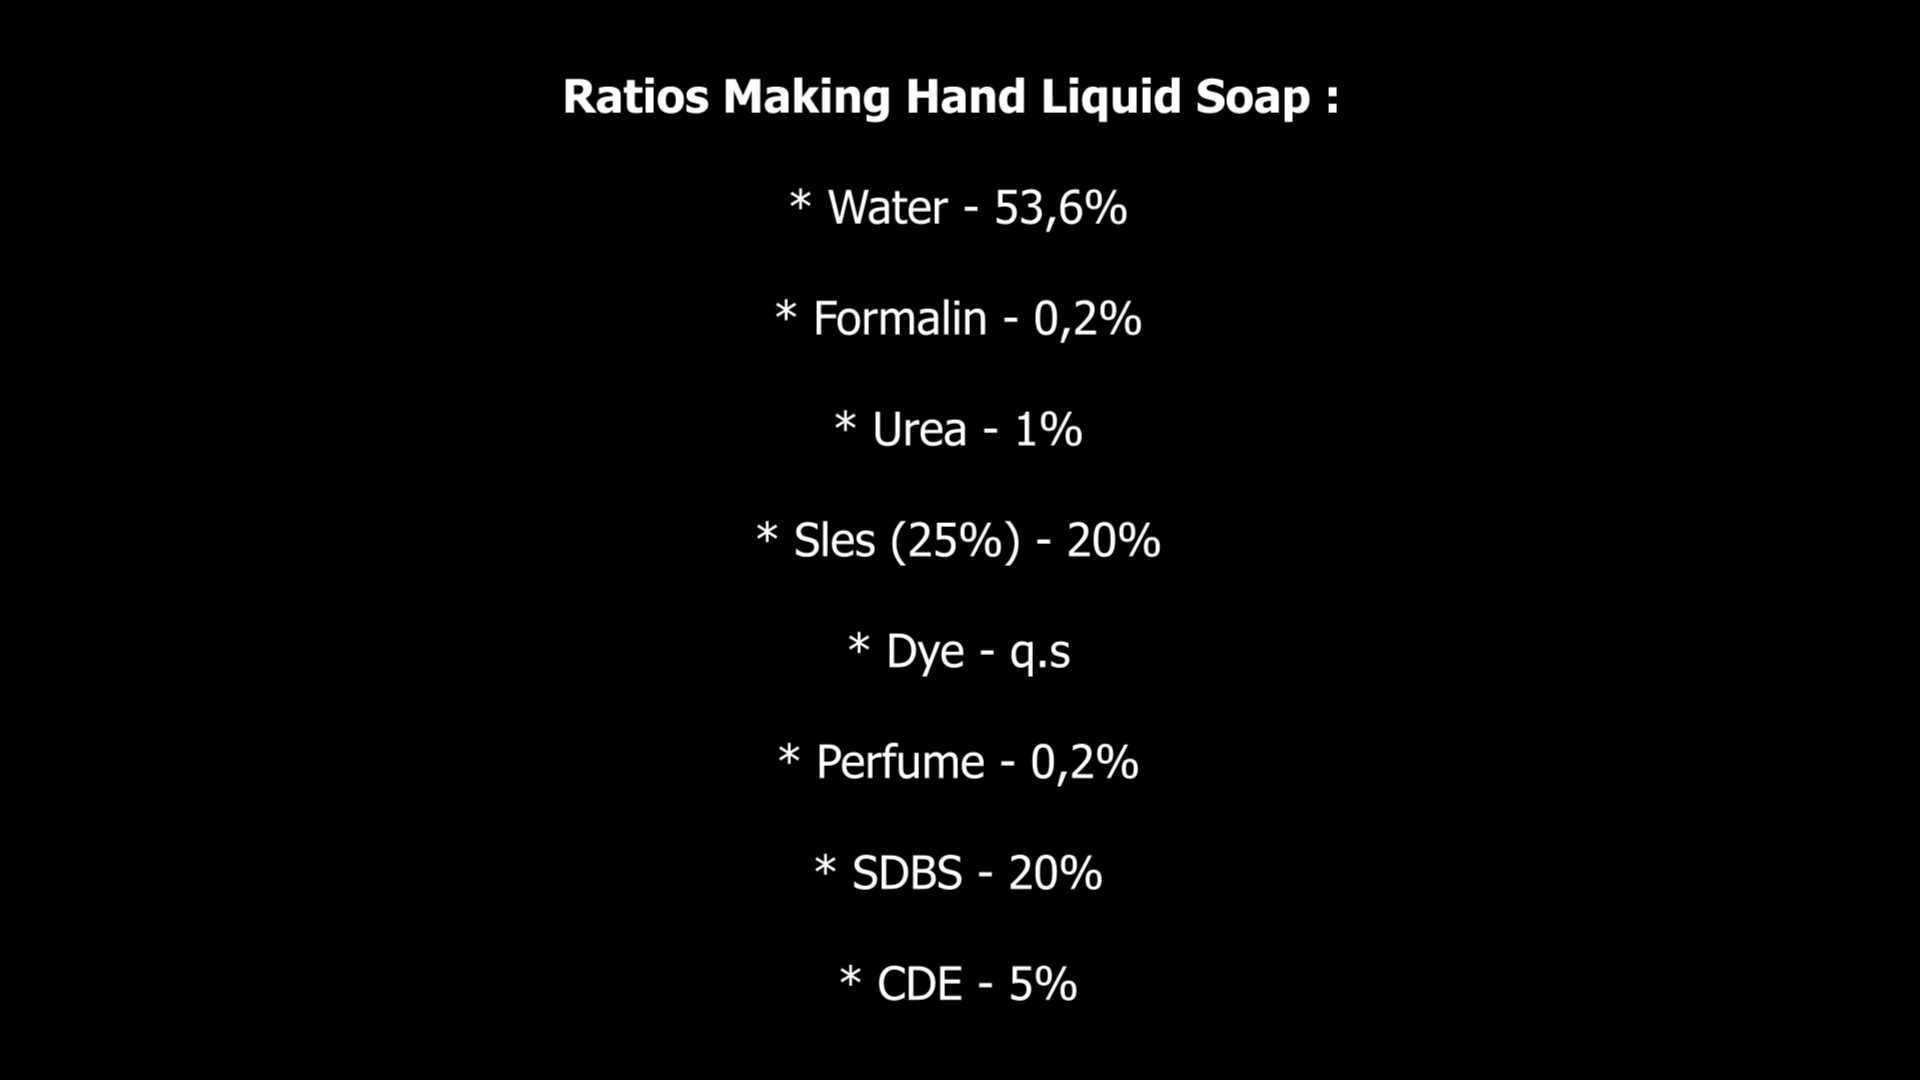 Ratios Making Hand Liquid Soap :
* Water - 53,6%
* Formalin - 0,2%
* Urea - 1%
* Sles (25%) - 20%
* Dye - q.s
* Perfume - 0,2%
* SDBS - 20%
* CDE - 5%